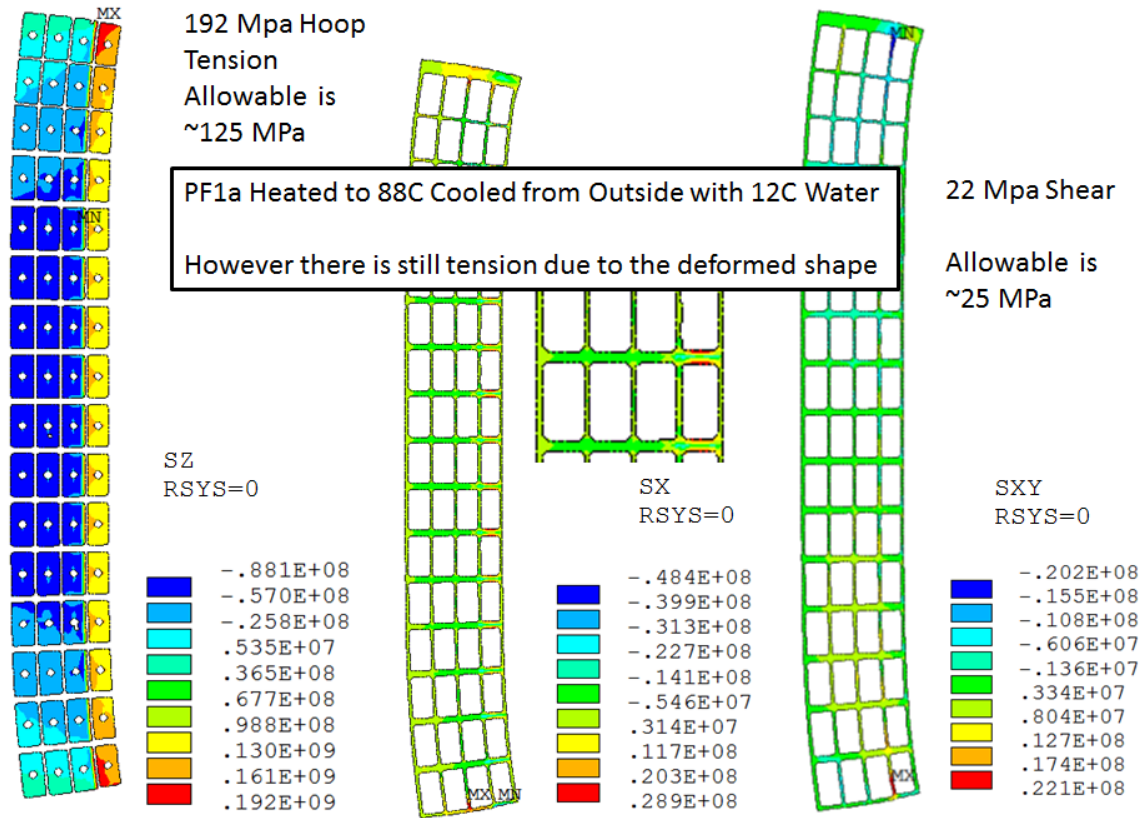 MX
192 Mpa Hoop
Tension
Allowable is
~125 MPa
MN
PF1a Heated to 88C Cooled from Outside with 12C Water
However there is still tension due to the deformed shape
22 Mpa Shear
Allowable is
~25 MPa
MN
SZ
RSYS=0
-.881E+08
-.570E+08
-.258E+08
.535E+07
.365E+08
.677E+08
.988E+08
.130E+09
.161E+09
.192E+09
SX
RSYS=0
-.484E+08
-.399E+08
-.313E+08
-.227E+08
-.141E+08
-.546E+07
.314E+07
.117E+08
.203E+08
.289E+08
MX
MN
SXY
RSYS=0
-.202E+08
-.155E+08
-.108E+08
-.606E+07
-.136E+07
.334E+07
.804E+07
.127E+08
.174E+08
.221E+08
MX